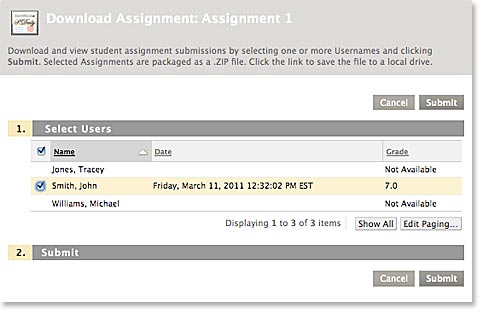 Download Assignment: Assignment 1
Download and view student assignment submissions by selecting one or more Usernames and clicking
Submit. Selected Assignments are packaged as a .ZIP file. Click the link to save the file to a local drive.
Cancel Submit
1. Select Users
Name Date Grade
Jones, Tracey Not Available
Smith, John Friday, March 11, 2011 12:32:02 PM EST 7.0
Williams, Michael Not Available
Displaying 1 to 3 of 3 items Show All Edit Paging...
2. Submit
Cancel Submit